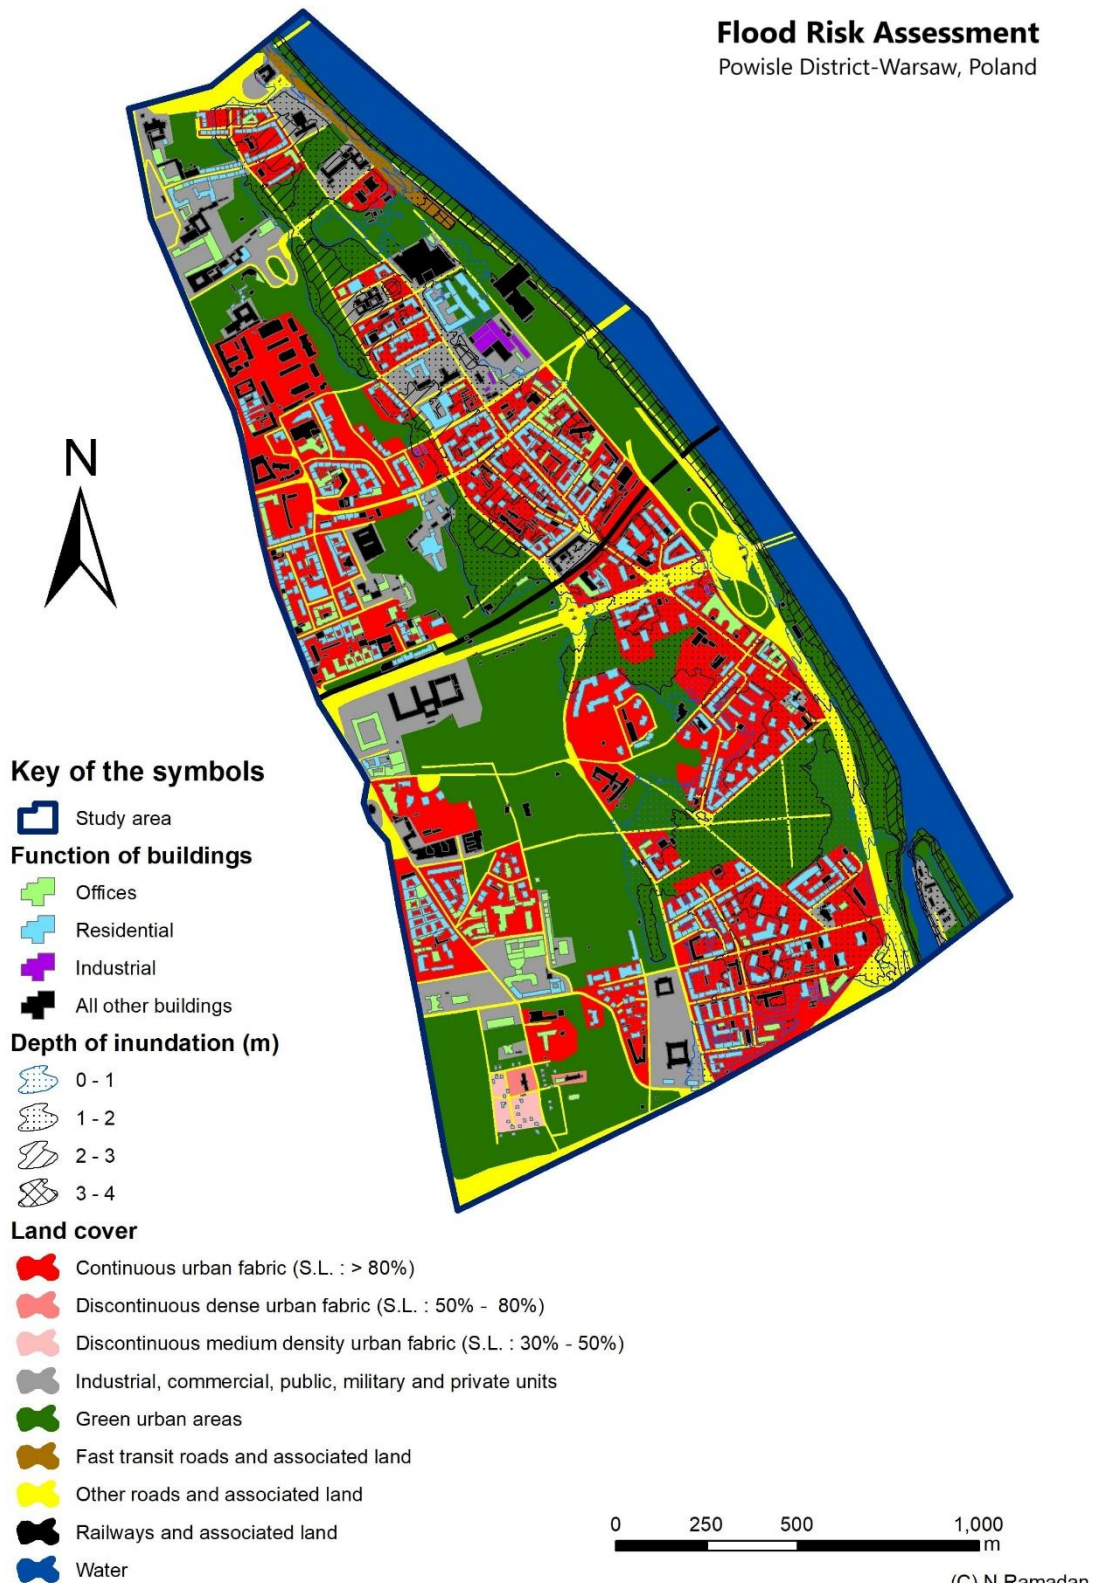 Flood Risk Assessment
Powisle District-Warsaw, Poland
N
Key of the symbols
Study area
Function of buildings
Offices
Residential
Industrial
All other buildings
Depth of inundation (m)
0 - 1
1 - 2
2 - 3
3 - 4
Land cover
Continuous urban fabric (S.L. : > 80%)
Discontinuous dense urban fabric (S.L. : 50% - 80%)
Discontinuous medium density urban fabric (S.L. : 30% - 50%)
Industrial, commercial, public, military and private units
Green urban areas
Fast transit roads and associated land
Other roads and associated land
Railways and associated land
Water
0 250 500 1,000
m
(C) N Ramadan